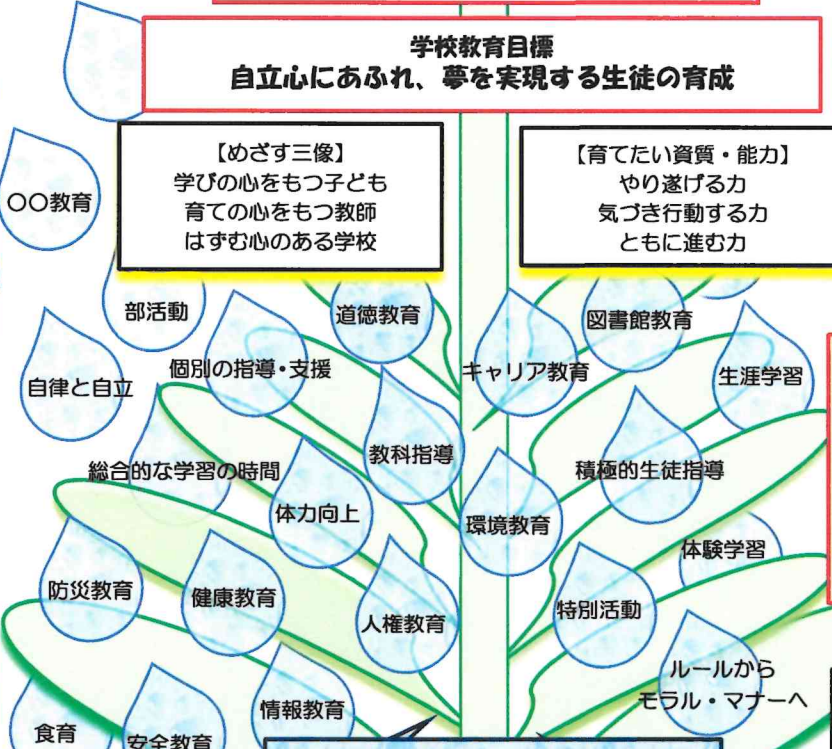 学校教育目標
自立心にあふれ、夢を実現する生徒の育成
【めざす三像】
学びの心をもつ子ども
育ての心をもつ教師
はずむ心のある学校
【育てたい資質・能力】
やり遂げる力
気づき行動する力
ともに進む力
〇〇教育
部活動
道徳教育
図書館教育
自律と自立
個別の指導・支援
キャリア教育
生涯学習
総合的な学習の時間
教科指導
積極的生徒指導
体力向上
環境教育
体験学習
防災教育
健康教育
人権教育
特別活動
ルールから
モラル・マナーへ
食育
安全教育
情報教育